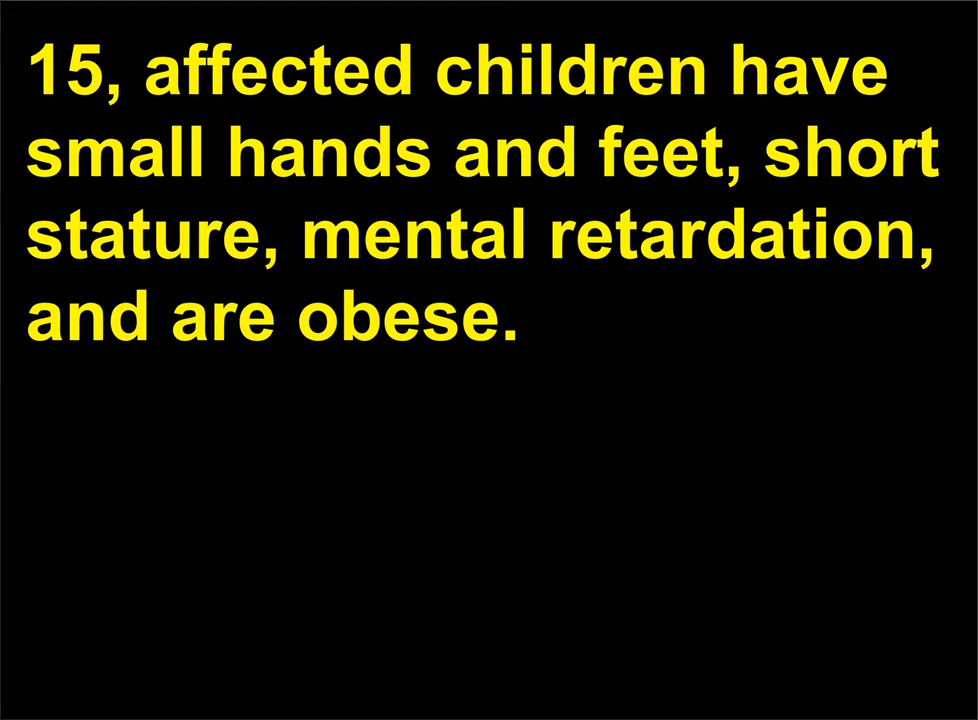 15, affected children have
small hands and feet, short
stature, mental retardation,
and are obese.